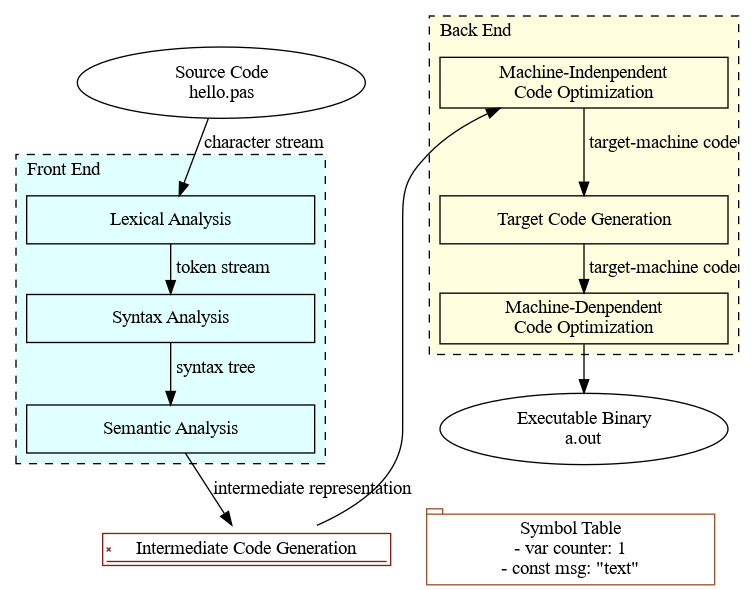 Source Code
hello.pas
character stream
Front End
Lexical Analysis
token stream
Syntax Analysis
syntax tree
Semantic Analysis
intermediate representation
Intermediate Code Generation
Back End
Machine-Indenpendent
Code Optimization
target-machine code
Target Code Generation
target-machine code
Machine-Denpendent
Code Optimization
Executable Binary
a.out
Symbol Table
- var counter: 1
- const msg: "text"